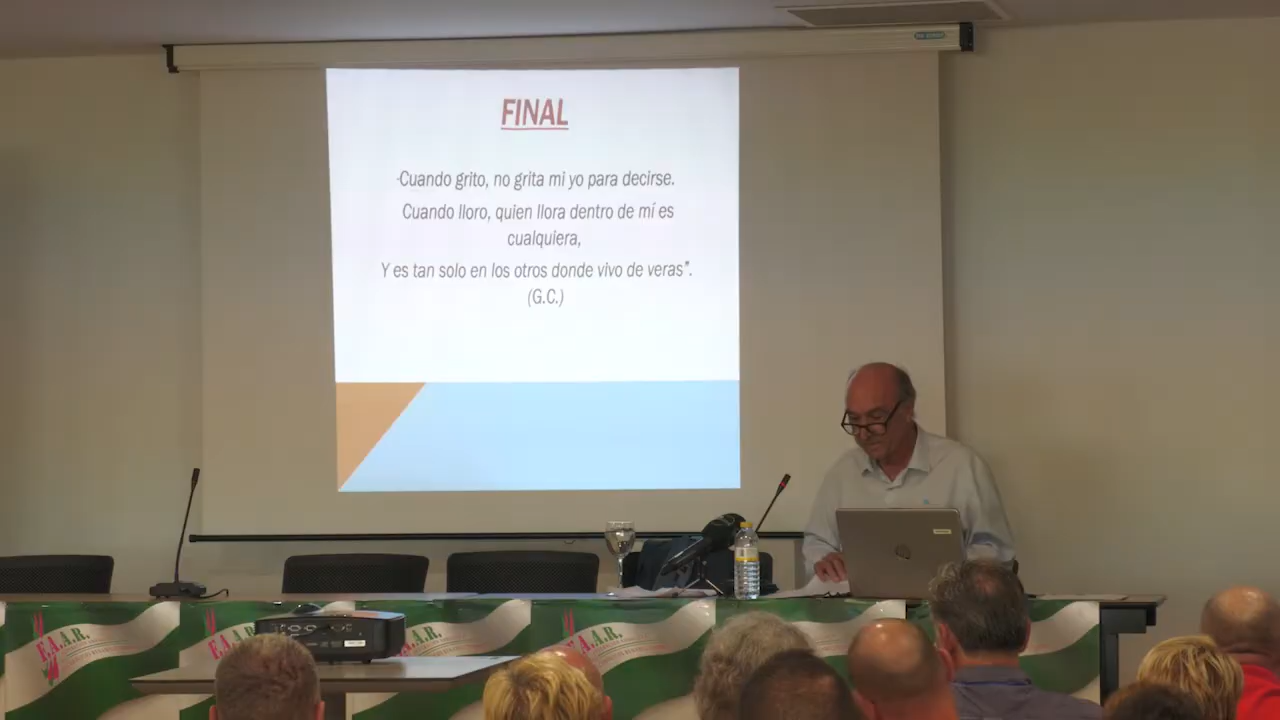 FINAL
-Cuando grito, no grita mi yo para decirse.
Cuando lloro, quien llora dentro de mí es
cualquiera,
Y es tan solo en los otros donde vivo de veras".
(G.C.)
F.A.A.R.
F.A.A.R.
A.R.
F.A.A.R.